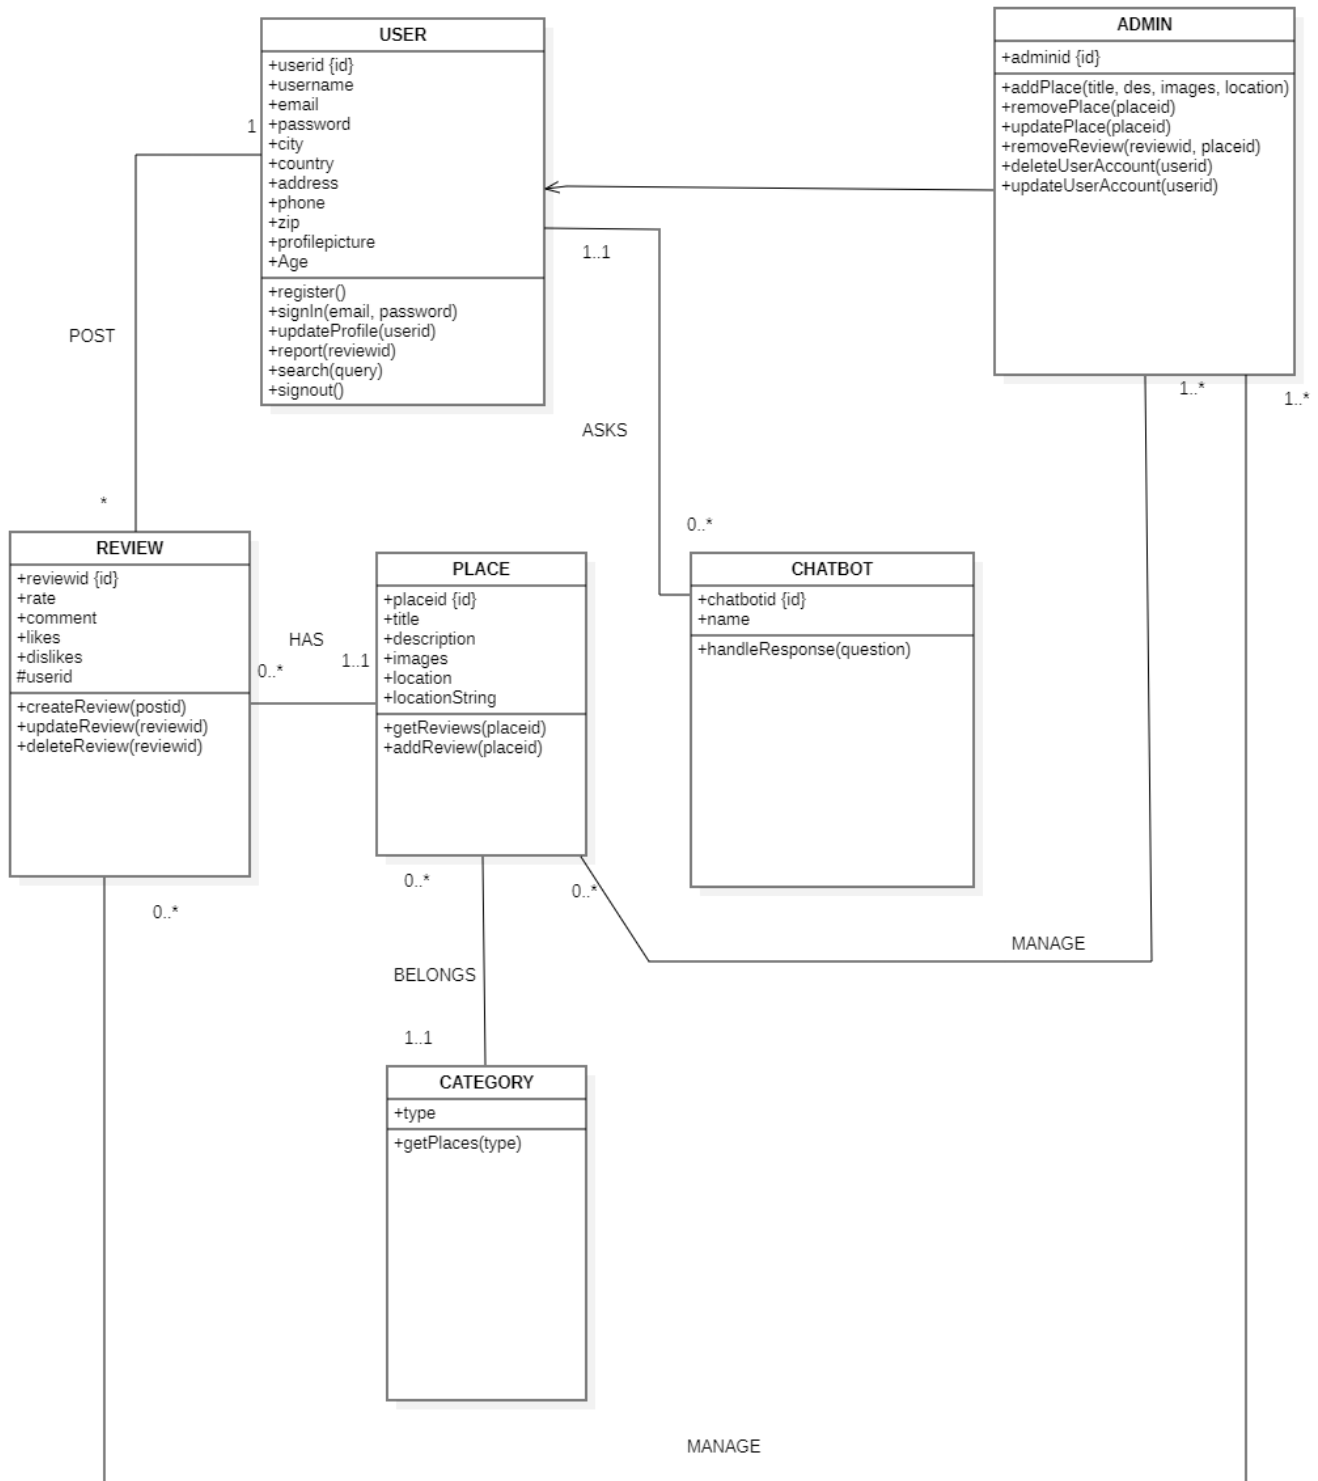 USER
+userid {id}
+username
+email
+password
+city
+country
+address
+phone
+zip
+profilepicture
+Age
+register()
+signIn(email, password)
+updateProfile(userid)
+report(reviewid)
+search(query)
+signout()
ADMIN
+adminid {id}
+addPlace(title, des, images, location)
+removePlace(placeid)
+updatePlace(placeid)
+removeReview(reviewid, placeid)
+deleteUserAccount(userid)
+updateUserAccount(userid)
1
1..1
POST
1..*
1..*
ASKS
*
0..*
REVIEW
+reviewid {id}
+rate
+comment
+likes
+dislikes
#userid
+createReview(postid)
+updateReview(reviewid)
+deleteReview(reviewid)
HAS
0..*
1..1
PLACE
+placeid {id}
+title
+description
+images
+location
+locationString
+getReviews(placeid)
+addReview(placeid)
CHATBOT
+chatbotid {id}
+name
+handleResponse(question)
0..*
0..*
0..*
MANAGE
BELONGS
1..1
CATEGORY
+type
+getPlaces(type)
MANAGE